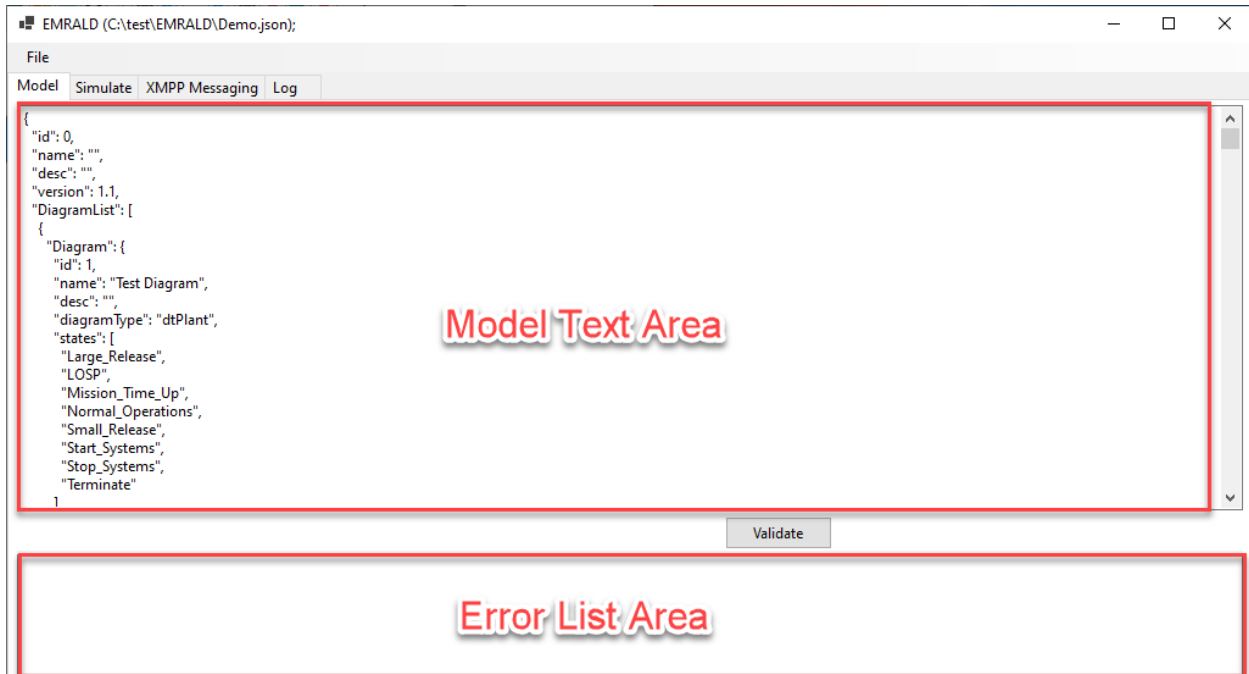 EMRALD (C:\test\EMRALD\Demo.json);
File
Model Simulate XMPP Messaging Log
{
"id": 0,
"name": "",
"desc": "",
"version": 1.1,
"DiagramList": [
{
"Diagram": {
"id": 1,
"name": "Test Diagram",
"desc": "",
"diagramType": "dtPlant",
"states": [
"Large_Release",
"LOSP",
"Mission_Time_Up",
"Normal_Operations",
"Small_Release",
"Start_Systems",
"Stop_Systems",
"Terminate"
]
Model Text Area
Validate
Error List Area